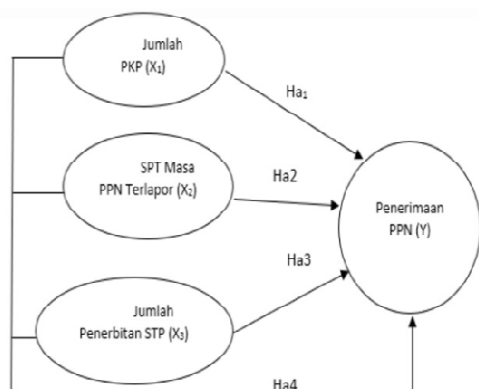 Jumlah
PKP (X₁)
Ha₁
SPT Masa
PPN Terlapor (X₂)
Ha2
Penerimaan
PPN (Y)
Ha3
Jumlah
Penerbitan STP (X₃)
Ha4